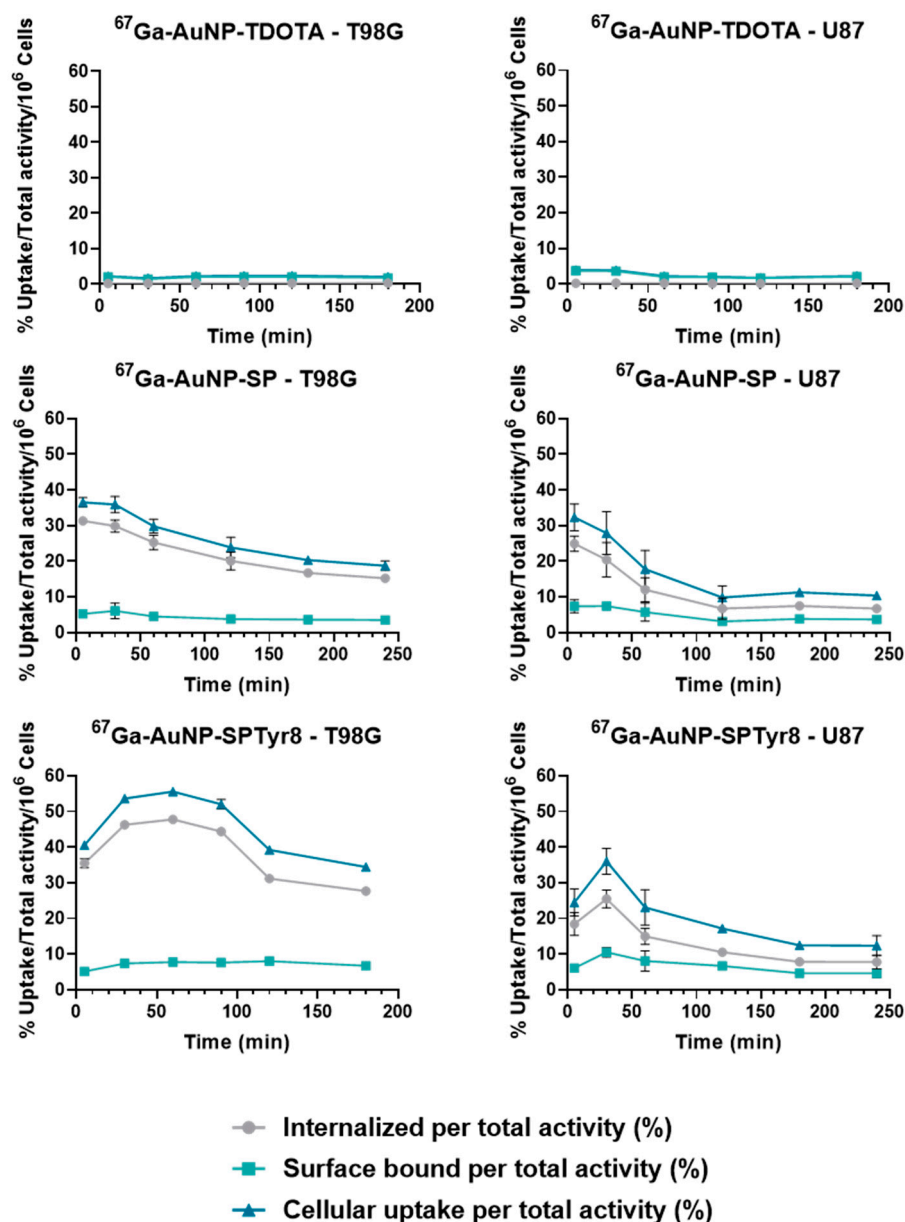 ⁶⁷Ga-AuNP-TDOTA - T98G
% Uptake/Total activity/10⁶ Cells
60
50
40
30
20
10
0
0 50 100 150 200
Time (min)
⁶⁷Ga-AuNP-TDOTA - U87
% Uptake/Total activity/10⁶ Cells
60
50
40
30
20
10
0
0 50 100 150 200
Time (min)
⁶⁷Ga-AuNP-SP - T98G
% Uptake/Total activity/10⁶ Cells
60
50
40
30
20
10
0
0 50 100 150 200 250
Time (min)
⁶⁷Ga-AuNP-SP - U87
% Uptake/Total activity/10⁶ Cells
60
50
40
30
20
10
0
0 50 100 150 200 250
Time (min)
⁶⁷Ga-AuNP-SPTyr8 - T98G
% Uptake/Total activity/10⁶ Cells
60
50
40
30
20
10
0
0 50 100 150 200
Time (min)
⁶⁷Ga-AuNP-SPTyr8 - U87
% Uptake/Total activity/10⁶ Cells
60
50
40
30
20
10
0
0 50 100 150 200 250
Time (min)
Internalized per total activity (%)
Surface bound per total activity (%)
Cellular uptake per total activity (%)